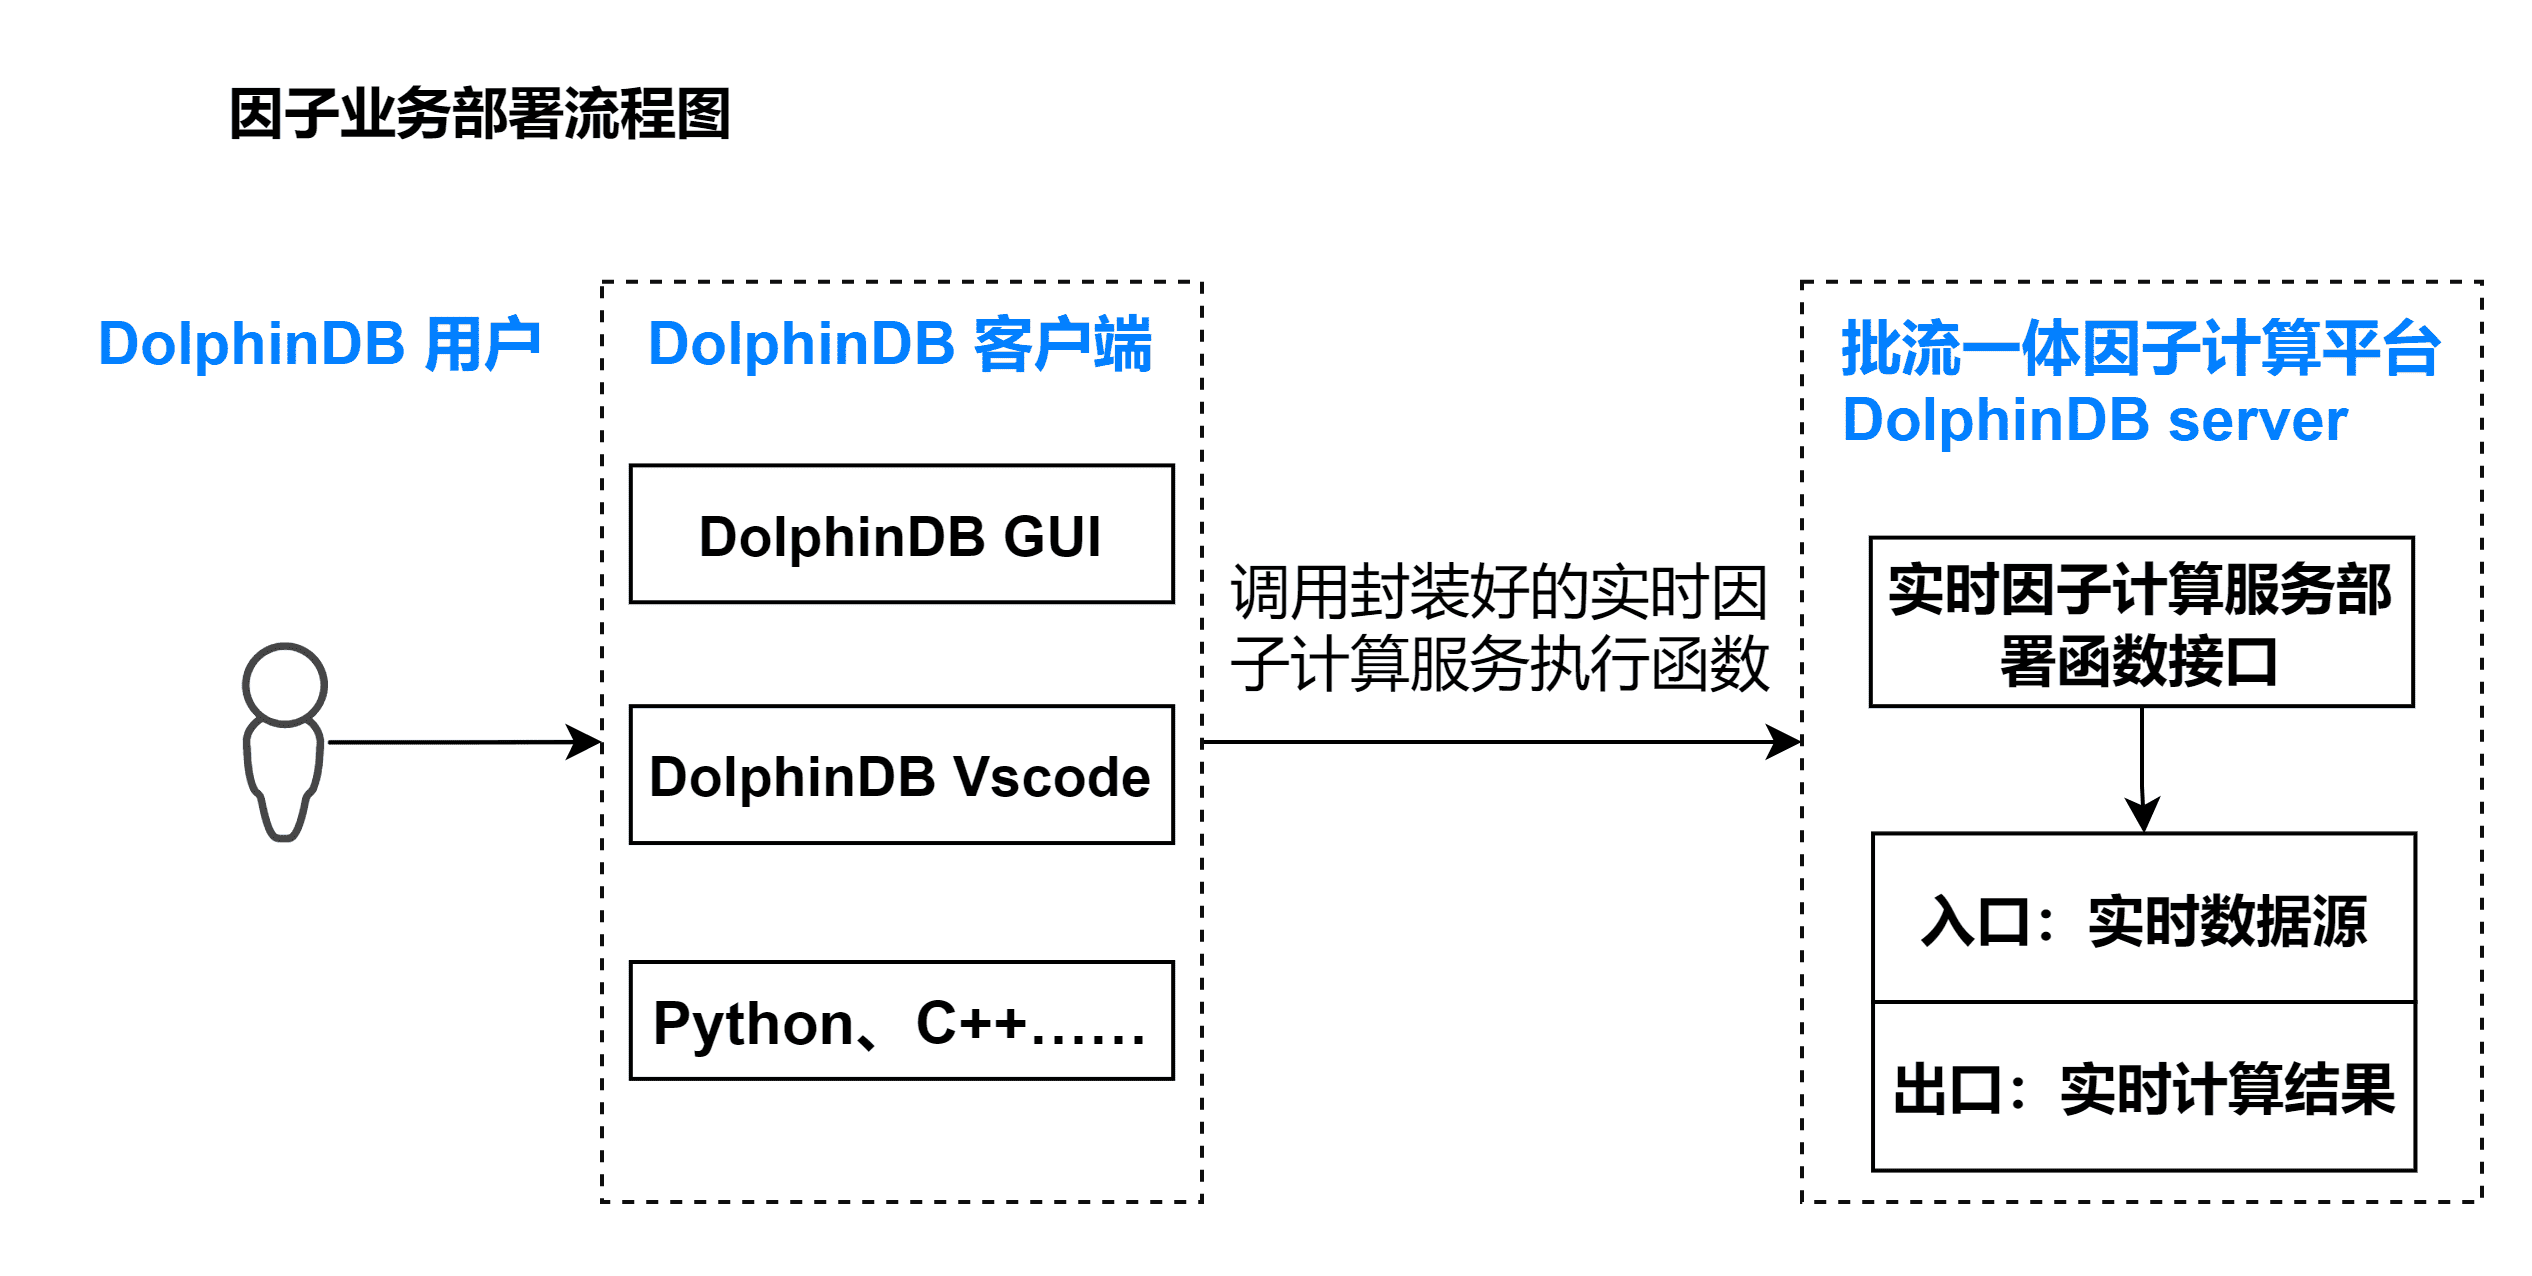 因子业务部署流程图
DolphinDB 用户
DolphinDB 客户端
DolphinDB GUI
DolphinDB Vscode
Python、C++……
调用封装好的实时因
子计算服务执行函数
批流一体因子计算平台
DolphinDB server
实时因子计算服务部
署函数接口
入口：实时数据源
出口：实时计算结果